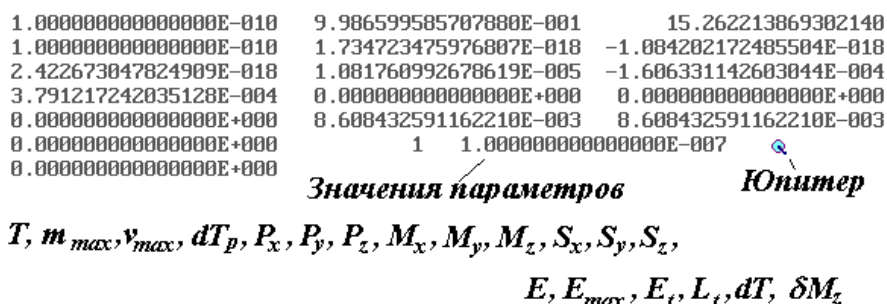 1.000000000000000E-010 9.986599585707880E-001 15.262213869302140
1.000000000000000E-010 1.734723475976807E-018 -1.084202172485504E-018
2.422673047824909E-018 1.081760992678619E-005 -1.606331142603044E-004
3.791217242035128E-004 0.000000000000000E+000 0.000000000000000E+000
0.000000000000000E+000 8.608432591162210E-003 8.608432591162210E-003
0.000000000000000E+000 1 1.000000000000000E-007
0.000000000000000E+000
Значения параметров Юпитер
T, m_max, v_max, dT_p, P_x, P_y, P_z, M_x, M_y, M_z, S_x, S_y, S_z,
E, E_max, E_t, L_t, dT, δM_z